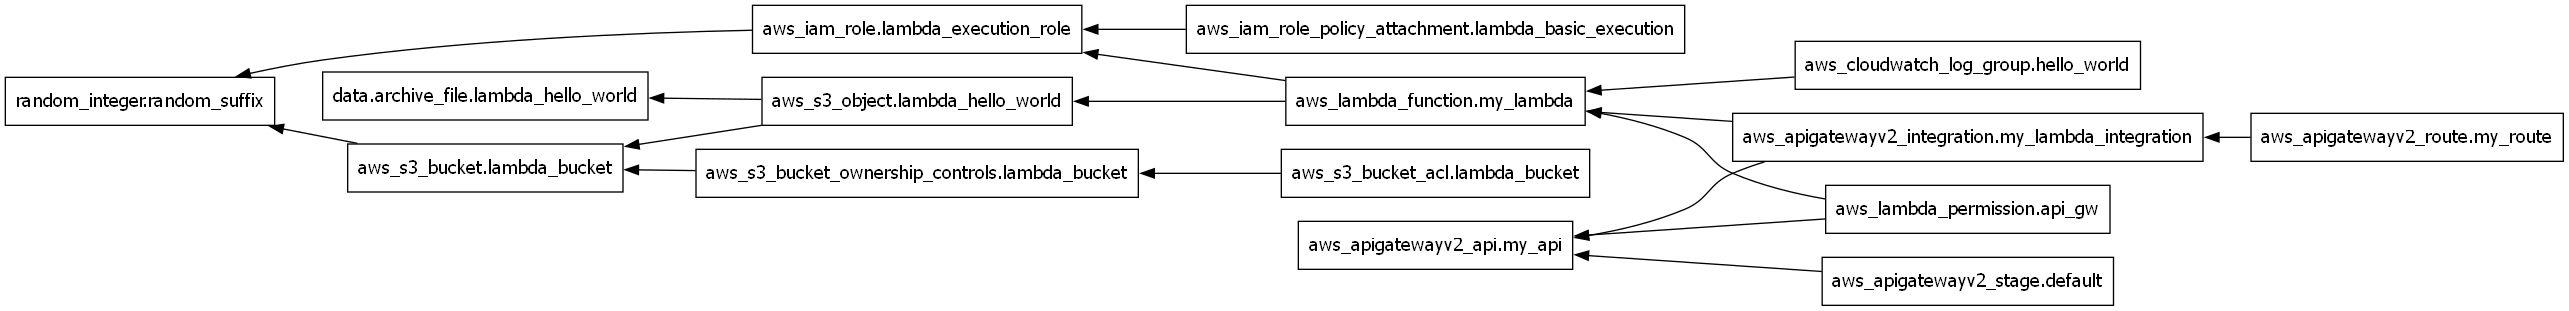 aws_iam_role.lambda_execution_role
aws_iam_role_policy_attachment.lambda_basic_execution
aws_cloudwatch_log_group.hello_world
random_integer.random_suffix
data.archive_file.lambda_hello_world
aws_s3_object.lambda_hello_world
aws_lambda_function.my_lambda
aws_apigatewayv2_integration.my_lambda_integration
aws_apigatewayv2_route.my_route
aws_s3_bucket.lambda_bucket
aws_s3_bucket_ownership_controls.lambda_bucket
aws_s3_bucket_acl.lambda_bucket
aws_lambda_permission.api_gw
aws_apigatewayv2_api.my_api
aws_apigatewayv2_stage.default